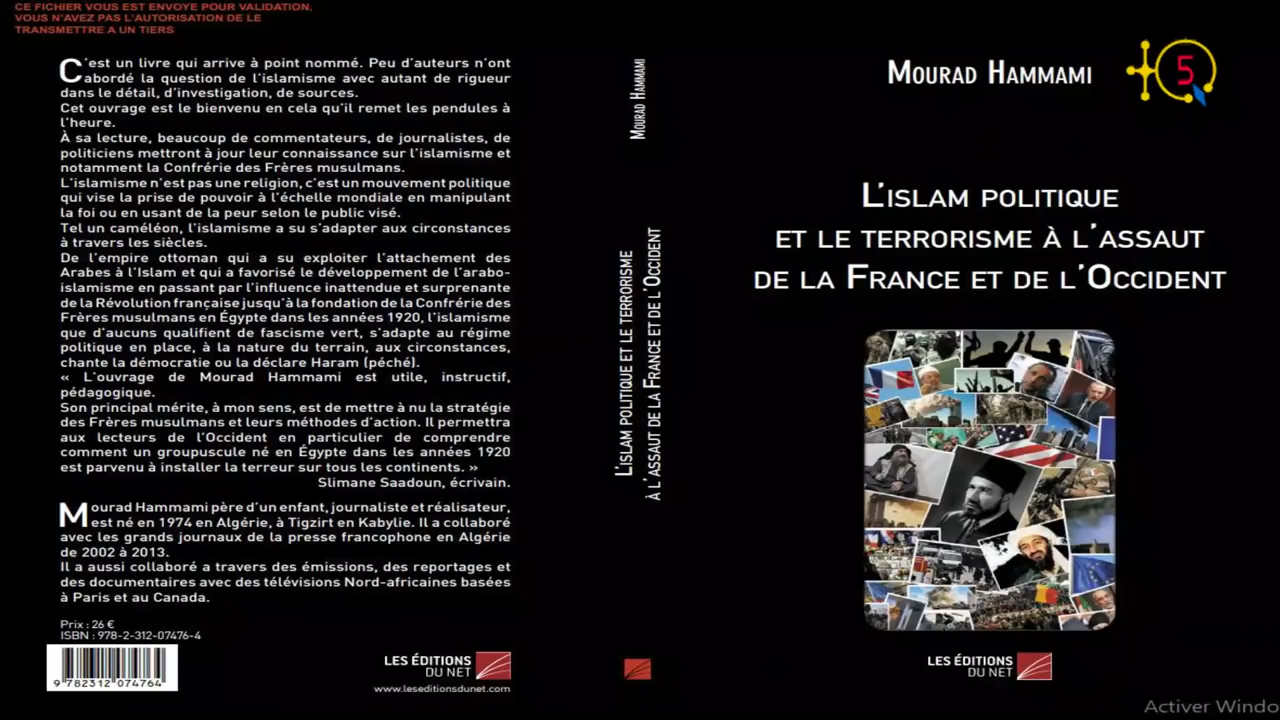 CE FICHIER VOUS EST ENVOYE POUR VALIDATION,
VOUS N'AVEZ PAS L'AUTORISATION DE LE
TRANSMETTRE A UN TIERS
C'est un livre qui arrive à point nommé. Peu d'auteurs n'ont
abordé la question de l'islamisme avec autant de rigueur
dans le détail, d'investigation, de sources.
Cet ouvrage est le bienvenu en cela qu'il remet les pendules à
l'heure.
À sa lecture, beaucoup de commentateurs, de journalistes, de
politiciens mettront à jour leur connaissance sur l'islamisme et
notamment la Confrérie des Frères musulmans.
L'islamisme n'est pas une religion, c'est un mouvement politique
qui vise la prise de pouvoir à l'échelle mondiale en manipulant
la foi ou en usant de la peur selon le public visé.
Tel un caméléon, l'islamisme a su s'adapter aux circonstances
à travers les siècles.
De l'empire ottoman qui a su exploiter l'attachement des
Arabes à l'Islam et qui a favorisé le développement de l'arabo-
islamisme en passant par l'influence inattendue et surprenante
de la Révolution française jusqu'à la fondation de la Confrérie des
Frères musulmans en Égypte dans les années 1920, l'islamisme
que d'aucuns qualifient de fascisme vert, s'adapte au régime
politique en place, à la nature du terrain, aux circonstances,
chante la démocratie ou la déclare Haram (péché).
« L'ouvrage de Mourad Hammami est utile, instructif,
pédagogique.
Son principal mérite, à mon sens, est de mettre à nu la stratégie
des Frères musulmans et leurs méthodes d'action. Il permettra
aux lecteurs de l'Occident en particulier de comprendre
comment un groupuscule né en Égypte dans les années 1920
est parvenu à installer la terreur sur tous les continents. »
Slimane Saadoun, écrivain.
Mourad Hammami père d'un enfant, journaliste et réalisateur,
est né en 1974 en Algérie, à Tigzirt en Kabylie. Il a collaboré
avec les grands journaux de la presse francophone en Algérie
de 2002 à 2013.
Il a aussi collaboré a travers des émissions, des reportages et
des documentaires avec des télévisions Nord-africaines basées
à Paris et au Canada.
Prix : 26 €
ISBN : 978-2-312-07476-4
9 782312 074764
LES ÉDITIONS
DU NET
www.leseditionsdunet.com
MOURAD HAMMAMI
L'ISLAM POLITIQUE ET LE TERRORISME
À L'ASSAUT DE LA FRANCE ET DE L'OCCIDENT
MOURAD HAMMAMI
5
L'ISLAM POLITIQUE
ET LE TERRORISME À L'ASSAUT
DE LA FRANCE ET DE L'OCCIDENT
LES ÉDITIONS
DU NET
Activer Windo